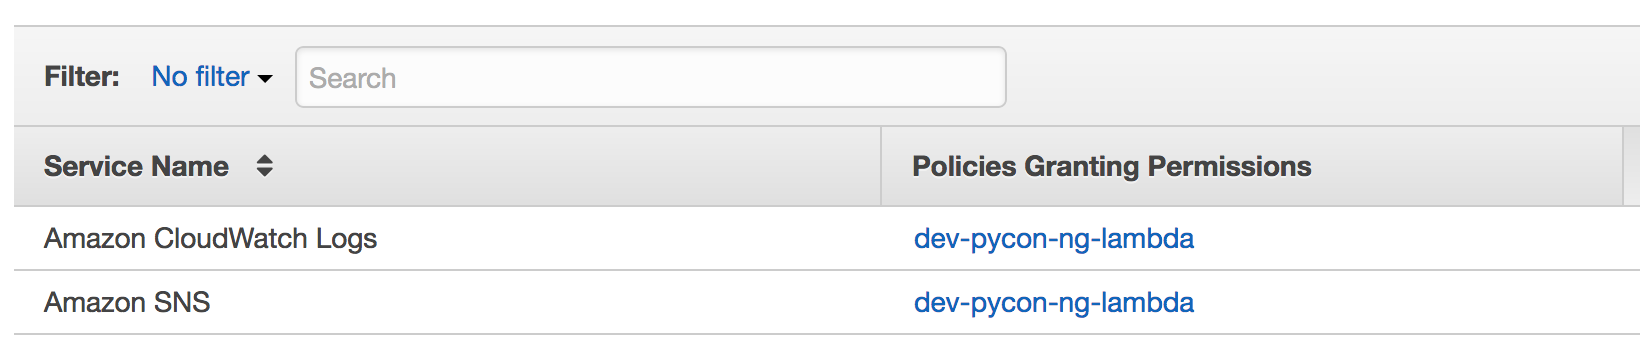 Filter: No filter Search
Service Name Policies Granting Permissions
Amazon CloudWatch Logs dev-pycon-ng-lambda
Amazon SNS dev-pycon-ng-lambda